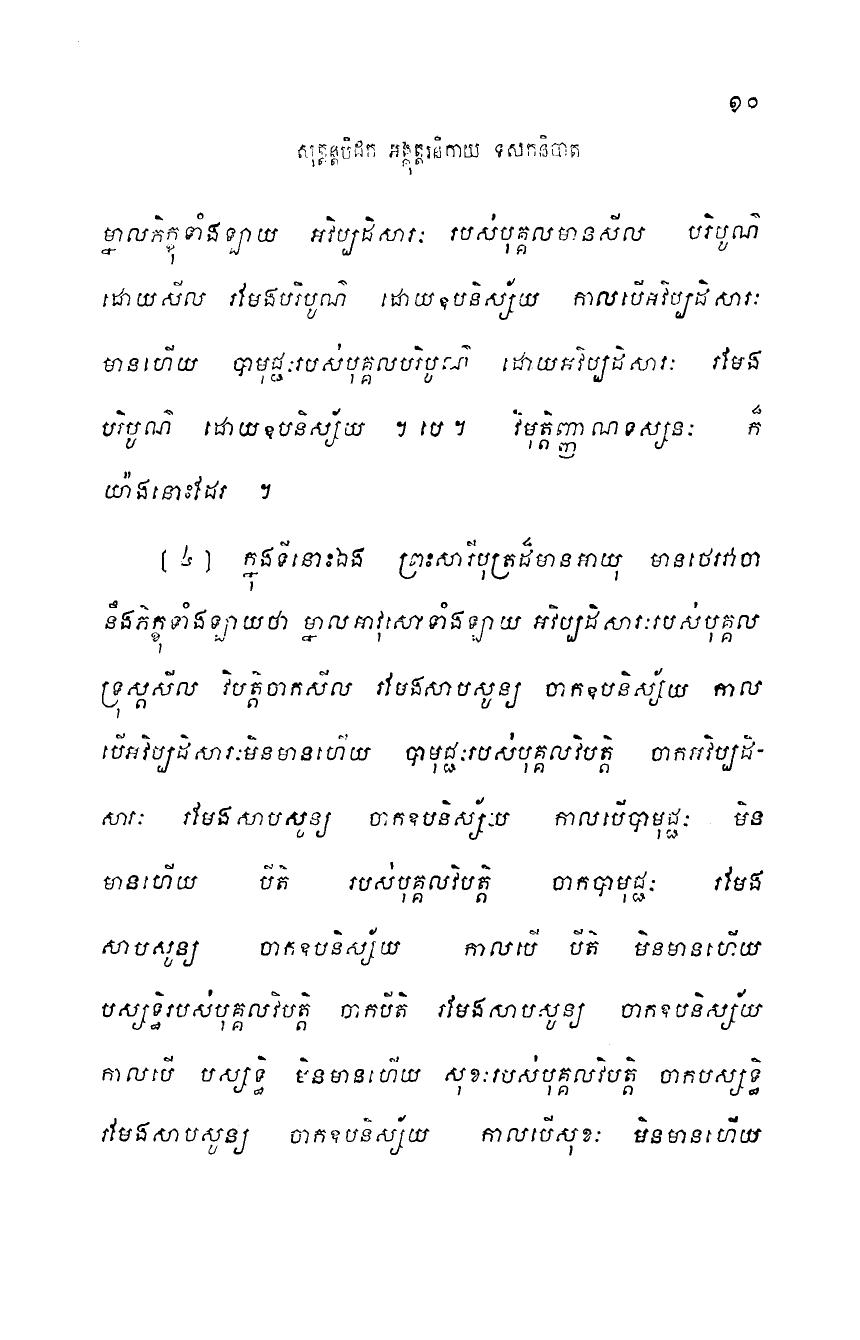 ១០
សុត្តន្តបិដក អង្គុត្តរនិកាយ ទសកនិបាត
ម្នាលភិក្ខុទាំងឡាយ អវិប្បដិសារៈ របស់បុគ្គលមានសីល បរិបូណ៌
ដោយសីល រមែងបរិបូណ៌ ដោយឧបនិស្ស័យ កាលបើអវិប្បដិសារៈ
មានហើយ បាមុជ្ជៈរបស់បុគ្គលបរិបូណ៌ ដោយអវិប្បដិសារៈ រមែង
បរិបូណ៌ ដោយឧបនិស្ស័យ ។ បេ ។ វិមុត្តិញ្ញាណទស្សនៈ ក៏
យ៉ាងនោះដែរ ។
[ ៤ ] ក្នុងទីនោះឯង ព្រះសារីបុត្រដ៏មានអាយុ មានថេរវាចា
នឹងភិក្ខុទាំងឡាយថា ម្នាលអាវុសោទាំងឡាយ អវិប្បដិសារៈរបស់បុគ្គល
ទ្រុស្តសីល វិបត្តិចាកសីល រមែងសាបសូន្យ ចាកឧបនិស្ស័យ កាល
បើអវិប្បដិសារៈមិនមានហើយ បាមុជ្ជៈរបស់បុគ្គលវិបត្តិ ចាកអវិប្បដិ-
សារៈ រមែងសាបសូន្យ ចាកឧបនិស្ស័យ កាលបើបាមុជ្ជៈ មិន
មានហើយ បីតិ របស់បុគ្គលវិបត្តិ ចាកបាមុជ្ជៈ រមែង
សាបសូន្យ ចាកឧបនិស្ស័យ កាលបើ បីតិ មិនមានហើយ
បស្សទ្ធិរបស់បុគ្គលវិបត្តិ ចាកបីតិ រមែងសាបសូន្យ ចាកឧបនិស្ស័យ
កាលបើ បស្សទ្ធិ មិនមានហើយ សុខៈរបស់បុគ្គលវិបត្តិ ចាកបស្សទ្ធិ
រមែងសាបសូន្យ ចាកឧបនិស្ស័យ កាលបើសុខៈ មិនមានហើយ